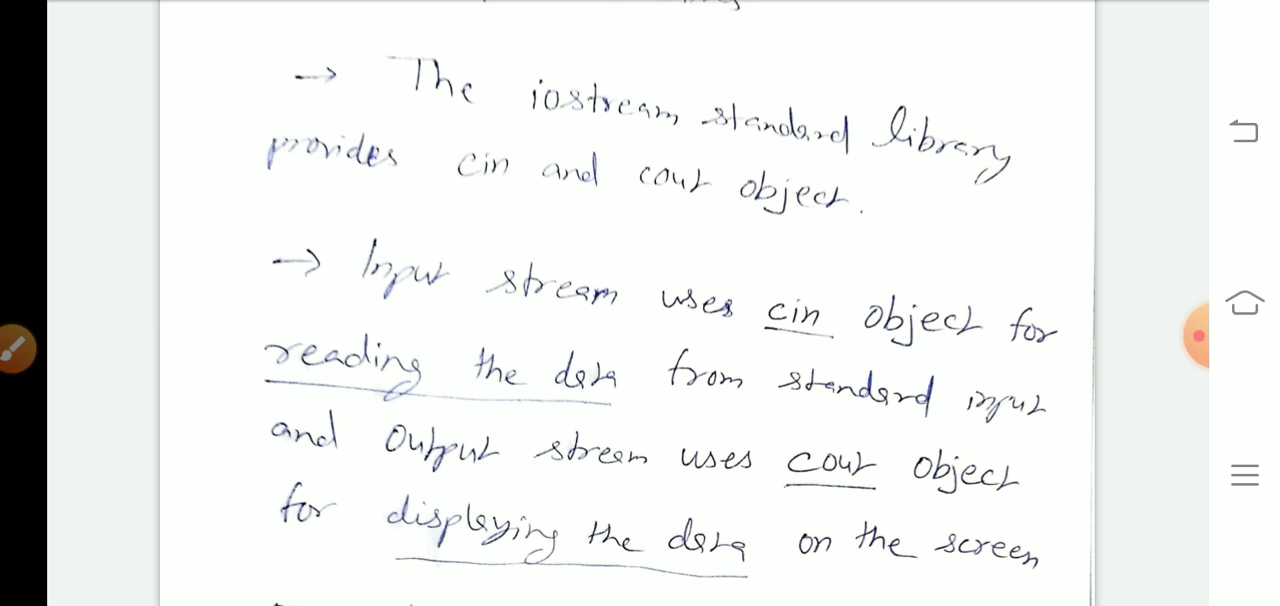 → The iostream standard library
provides cin and cout object.
→ Input stream uses cin object for
reading the data from standard input
and output stream uses cout object
for displaying the data on the screen